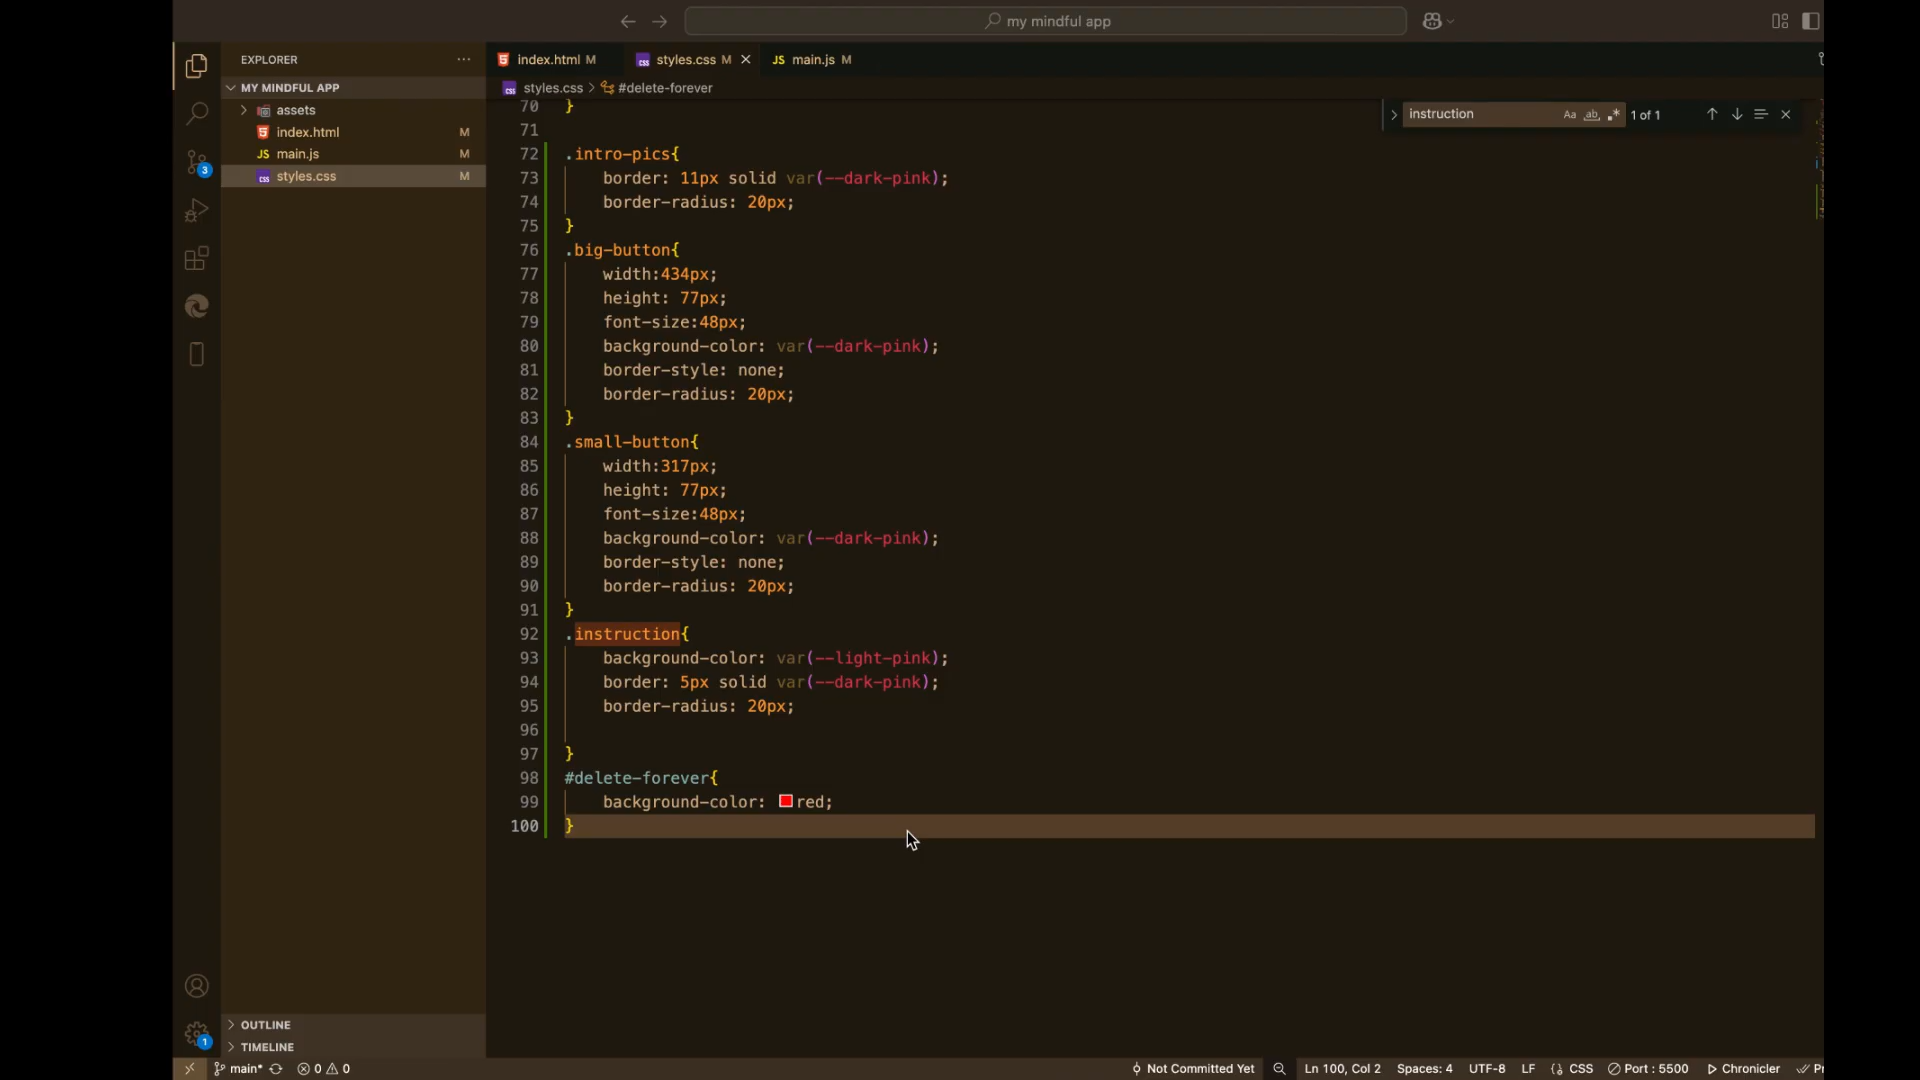 my mindful app
EXPLORER
index.html M
styles.css M
JS main.js M
MY MINDFUL APP
styles.css > #delete-forever
assets
index.html M
JS main.js M
styles.css M
3
instruction
Aa ab .* 1 of 1
70 }
71
72 .intro-pics{
73 border: 11px solid var(--dark-pink);
74 border-radius: 20px;
75 }
76 .big-button{
77 width:434px;
78 height: 77px;
79 font-size:48px;
80 background-color: var(--dark-pink);
81 border-style: none;
82 border-radius: 20px;
83 }
84 .small-button{
85 width:317px;
86 height: 77px;
87 font-size:48px;
88 background-color: var(--dark-pink);
89 border-style: none;
90 border-radius: 20px;
91 }
92 .instruction{
93 background-color: var(--light-pink);
94 border: 5px solid var(--dark-pink);
95 border-radius: 20px;
96
97 }
98 #delete-forever{
99 background-color: red;
100 }
OUTLINE
1
TIMELINE
main* 0 0 Not Committed Yet Ln 100, Col 2 Spaces: 4 UTF-8 LF {} CSS Port : 5500 Chronicler Pr